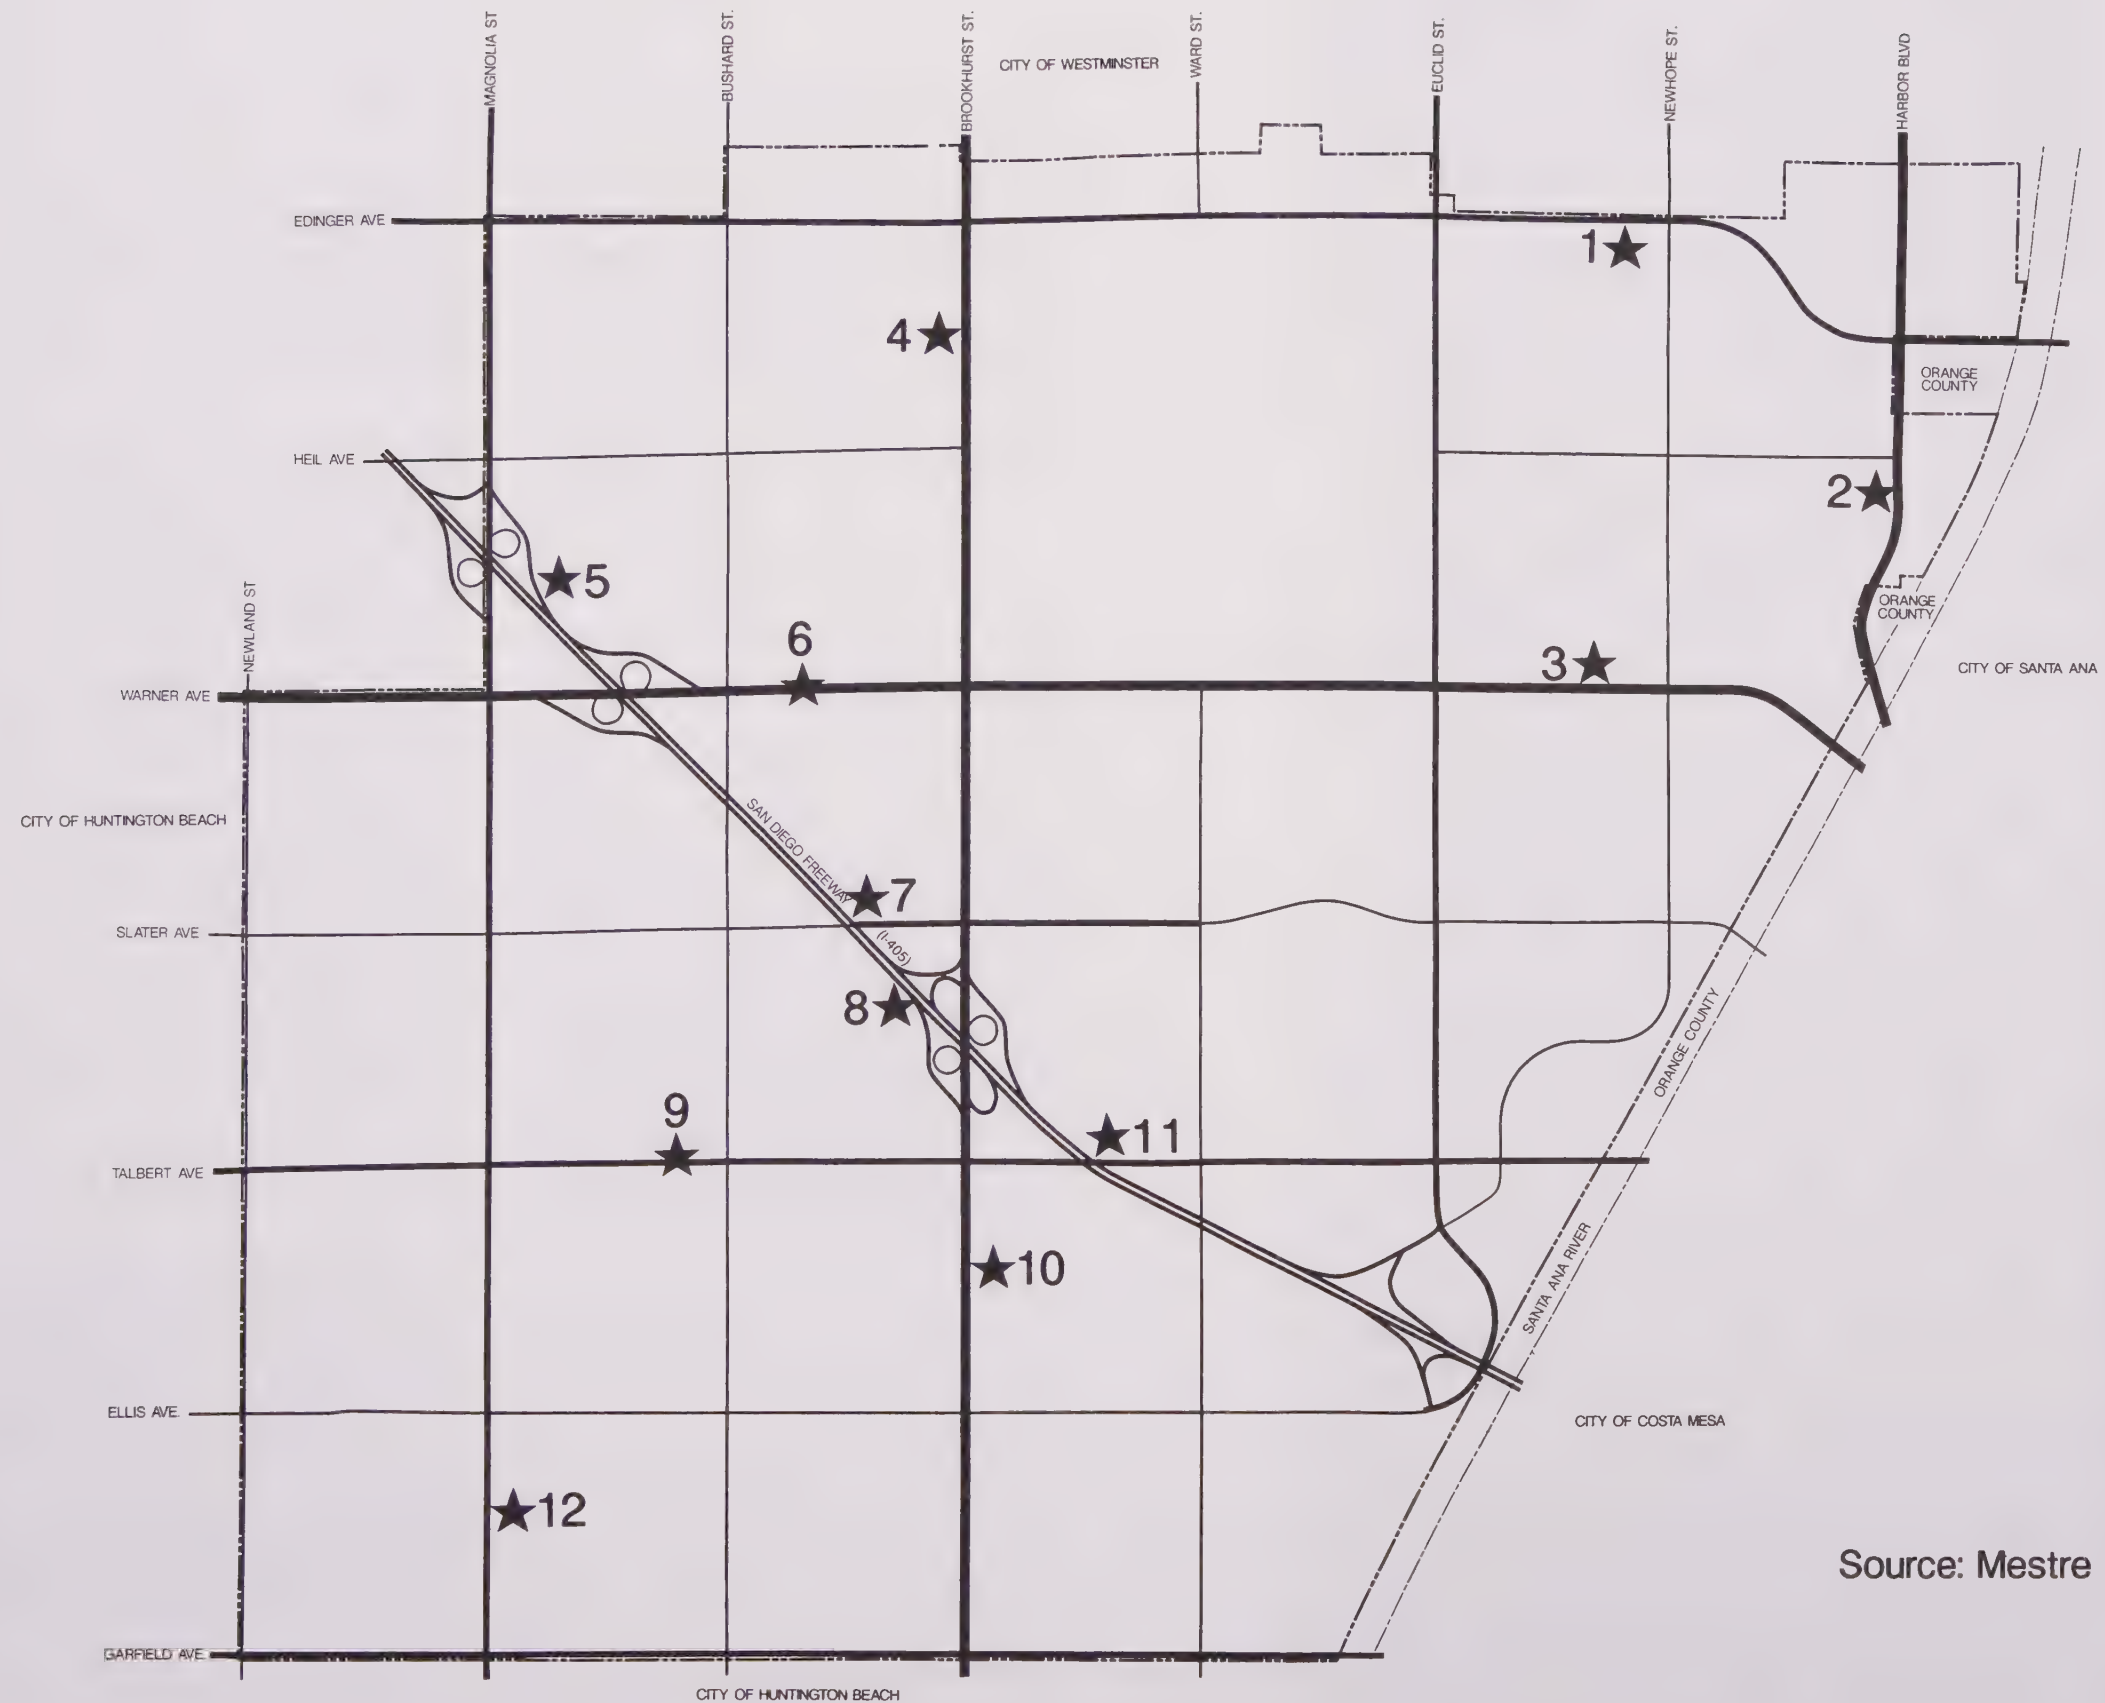 MAGNOLIA ST
BUSHARD ST.
BROOKHURST ST.
CITY OF WESTMINSTER
WARD ST.
EUCLID ST.
NEWHOPE ST.
HARBOR BLVD
EDINGER AVE
1
4
ORANGE
COUNTY
HEIL AVE
2
5
NEWLAND ST
ORANGE
COUNTY
6
3
CITY OF SANTA ANA
WARNER AVE
CITY OF HUNTINGTON BEACH
SAN DIEGO FREEWAY
(I-405)
7
SLATER AVE
8
ORANGE COUNTY
9
11
TALBERT AVE
10
SANTA ANA RIVER
ELLIS AVE.
CITY OF COSTA MESA
12
Source: Mestre
GARFIELD AVE
CITY OF HUNTINGTON BEACH